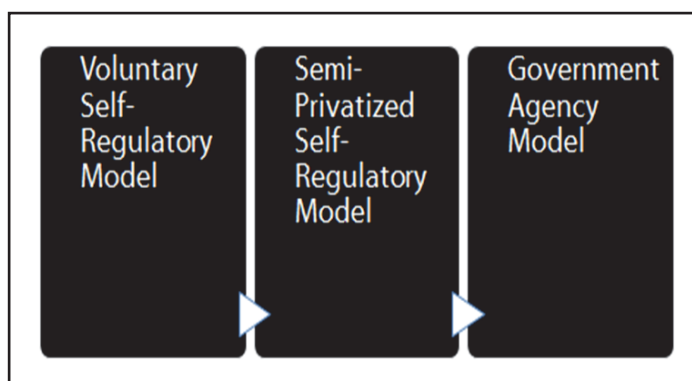 Voluntary
Self-
Regulatory
Model
Semi-
Privatized
Self-
Regulatory
Model
Government
Agency
Model